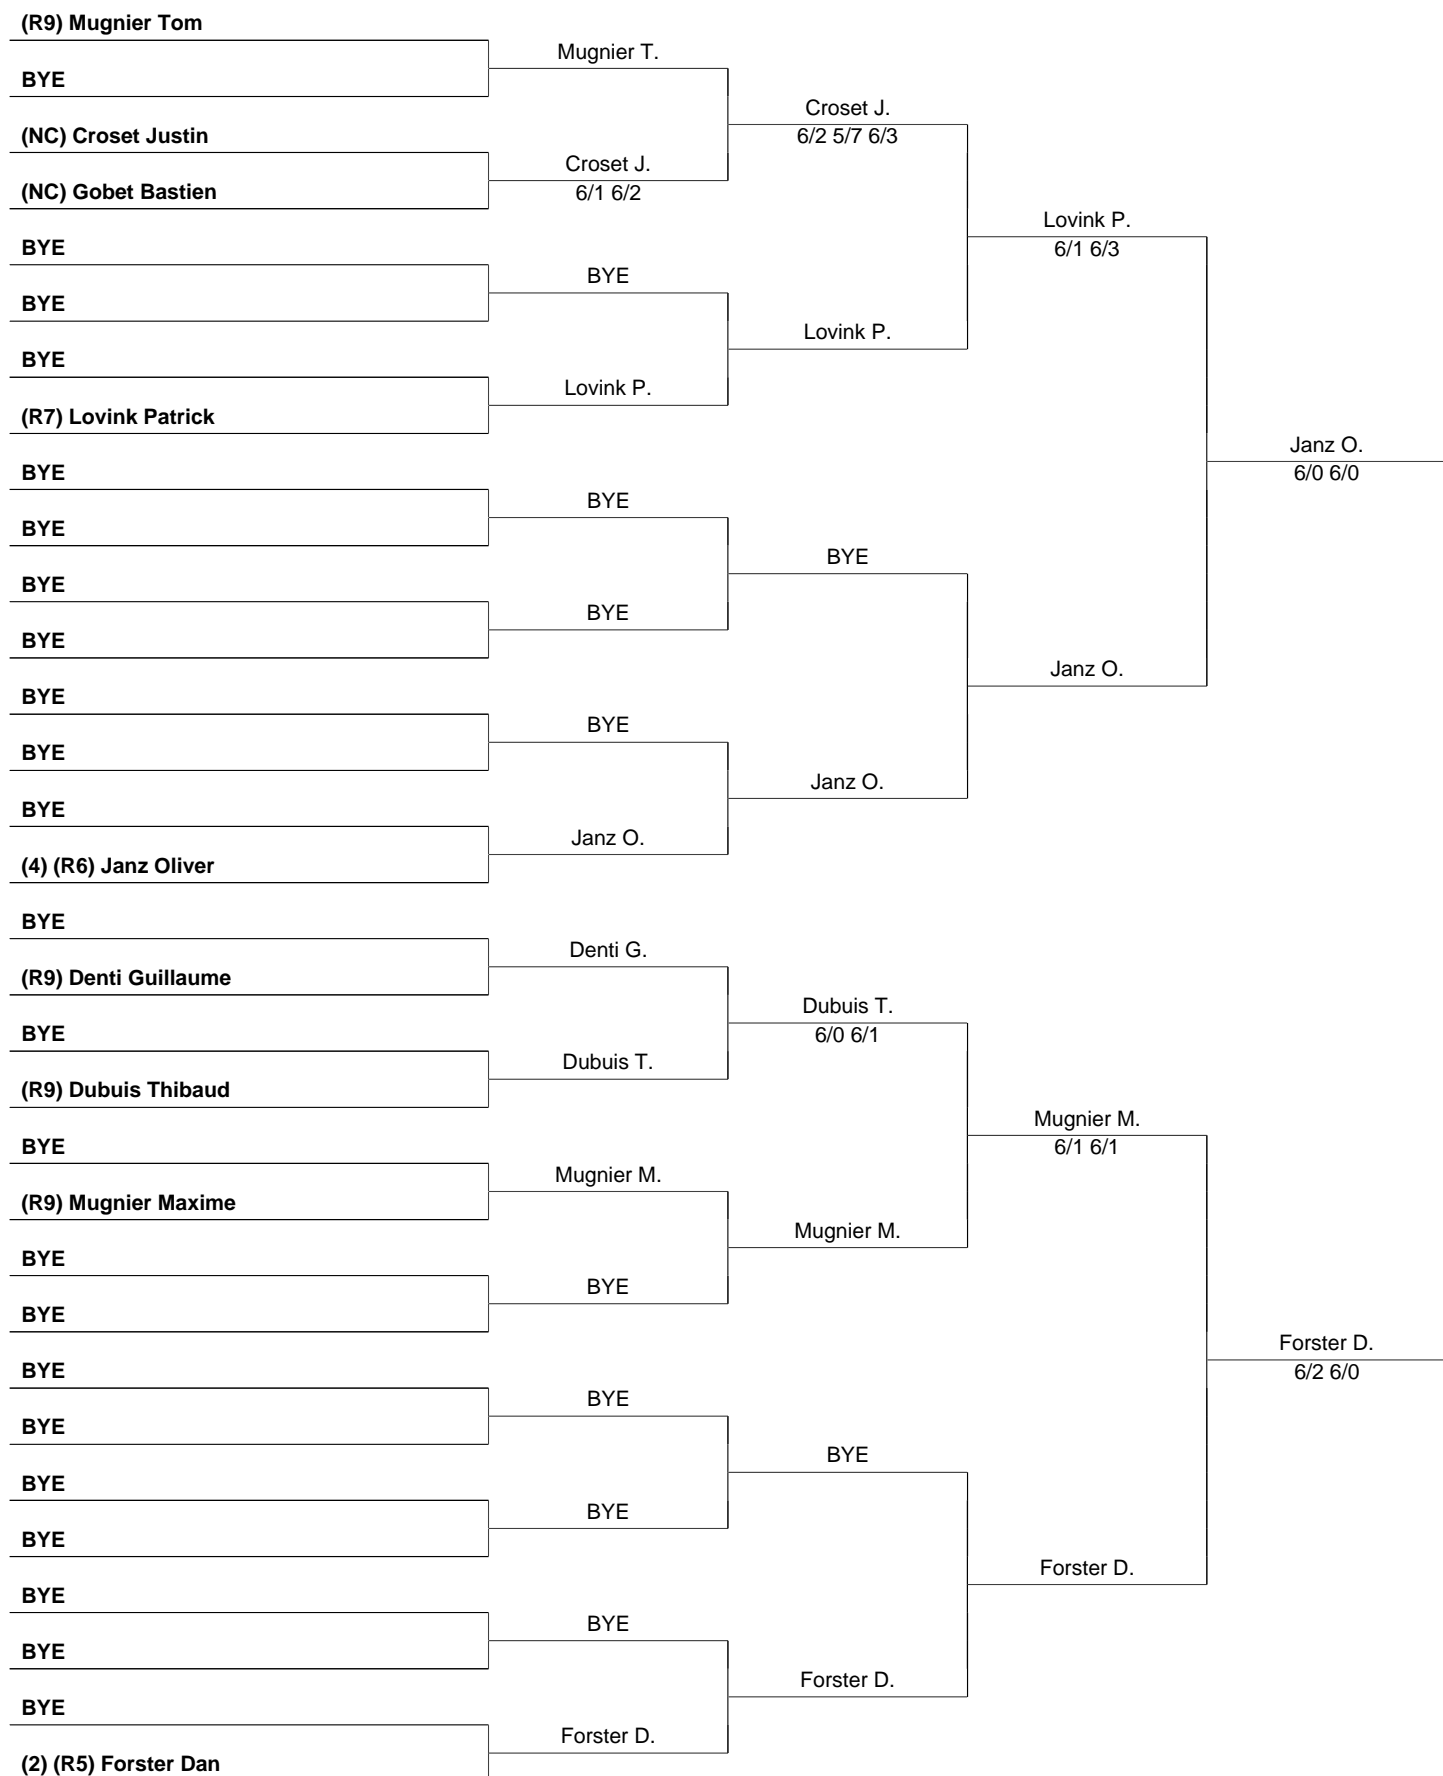 (R9) Mugnier Tom
Mugnier T.
BYE
Croset J.
6/2 5/7 6/3
(NC) Croset Justin
Croset J.
6/1 6/2
(NC) Gobet Bastien
Lovink P.
6/1 6/3
BYE
BYE
BYE
Lovink P.
BYE
Lovink P.
(R7) Lovink Patrick
Janz O.
6/0 6/0
BYE
BYE
BYE
BYE
BYE
BYE
BYE
Janz O.
BYE
BYE
BYE
Janz O.
BYE
Janz O.
(4) (R6) Janz Oliver
BYE
Denti G.
(R9) Denti Guillaume
Dubuis T.
6/0 6/1
BYE
Dubuis T.
(R9) Dubuis Thibaud
Mugnier M.
6/1 6/1
BYE
Mugnier M.
(R9) Mugnier Maxime
Mugnier M.
BYE
BYE
BYE
Forster D.
6/2 6/0
BYE
BYE
BYE
BYE
BYE
BYE
BYE
Forster D.
BYE
BYE
BYE
Forster D.
BYE
Forster D.
(2) (R5) Forster Dan